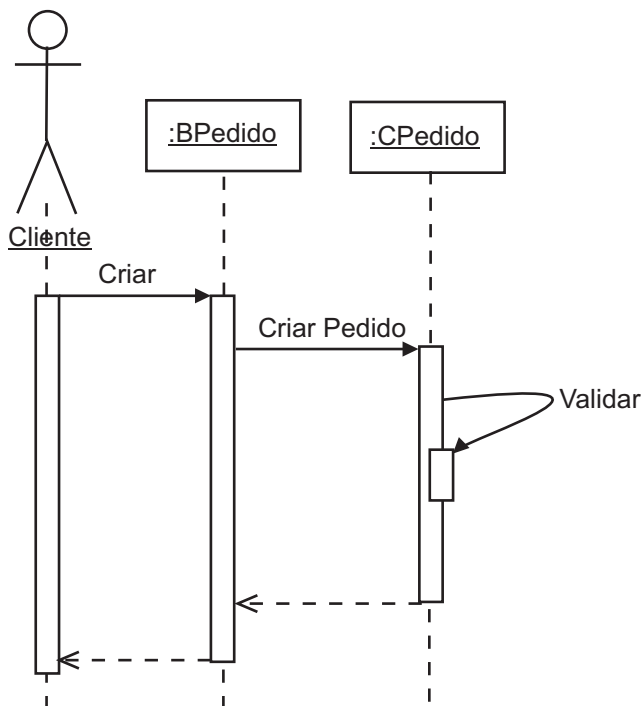 :BPedido
:CPedido
Cliente
Criar
Criar Pedido
Validar